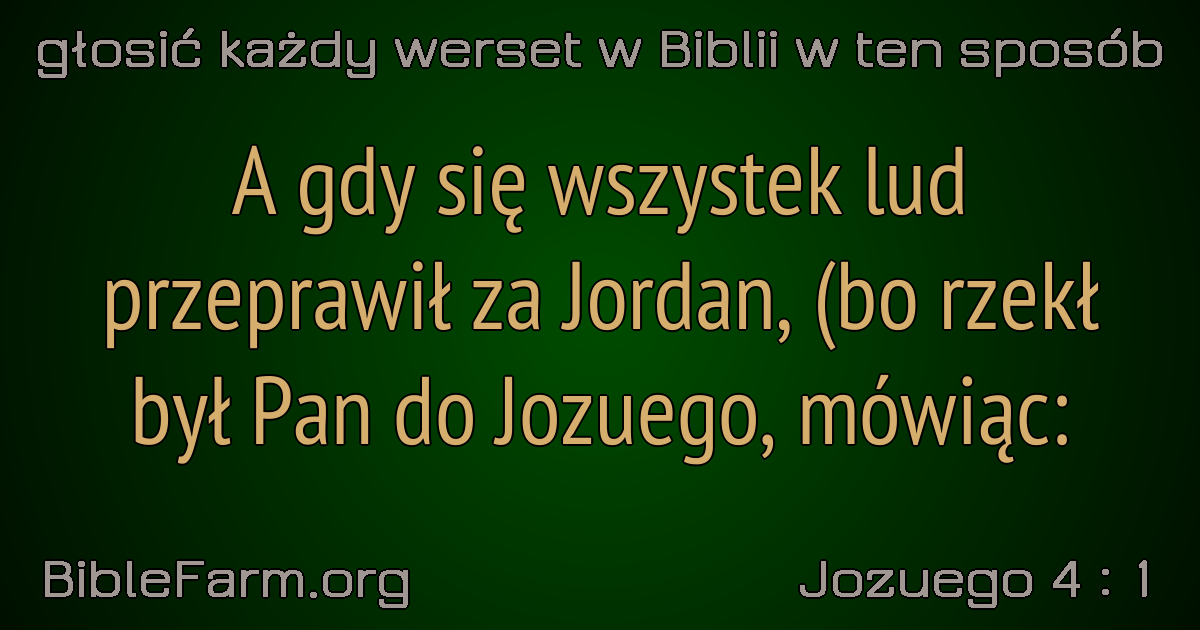 głosić każdy werset w Biblii w ten sposób
A gdy się wszystek lud
przeprawił za Jordan, (bo rzekł
był Pan do Jozuego, mówiąc:
BibleFarm.org
Jozuego 4 : 1